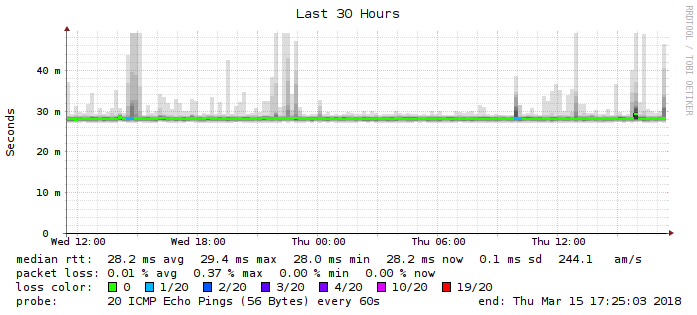 Last 30 Hours
RRDTOOL / TOBI OETIKER
Seconds
40 m
30 m
20 m
10 m
0
Wed 12:00 Wed 18:00 Thu 00:00 Thu 06:00 Thu 12:00
median rtt: 28.2 ms avg 29.4 ms max 28.0 ms min 28.2 ms now 0.1 ms sd 244.1 am/s
packet loss: 0.01 % avg 0.37 % max 0.00 % min 0.00 % now
loss color: 0 1/20 2/20 3/20 4/20 10/20 19/20
probe: 20 ICMP Echo Pings (56 Bytes) every 60s end: Thu Mar 15 17:25:03 2018